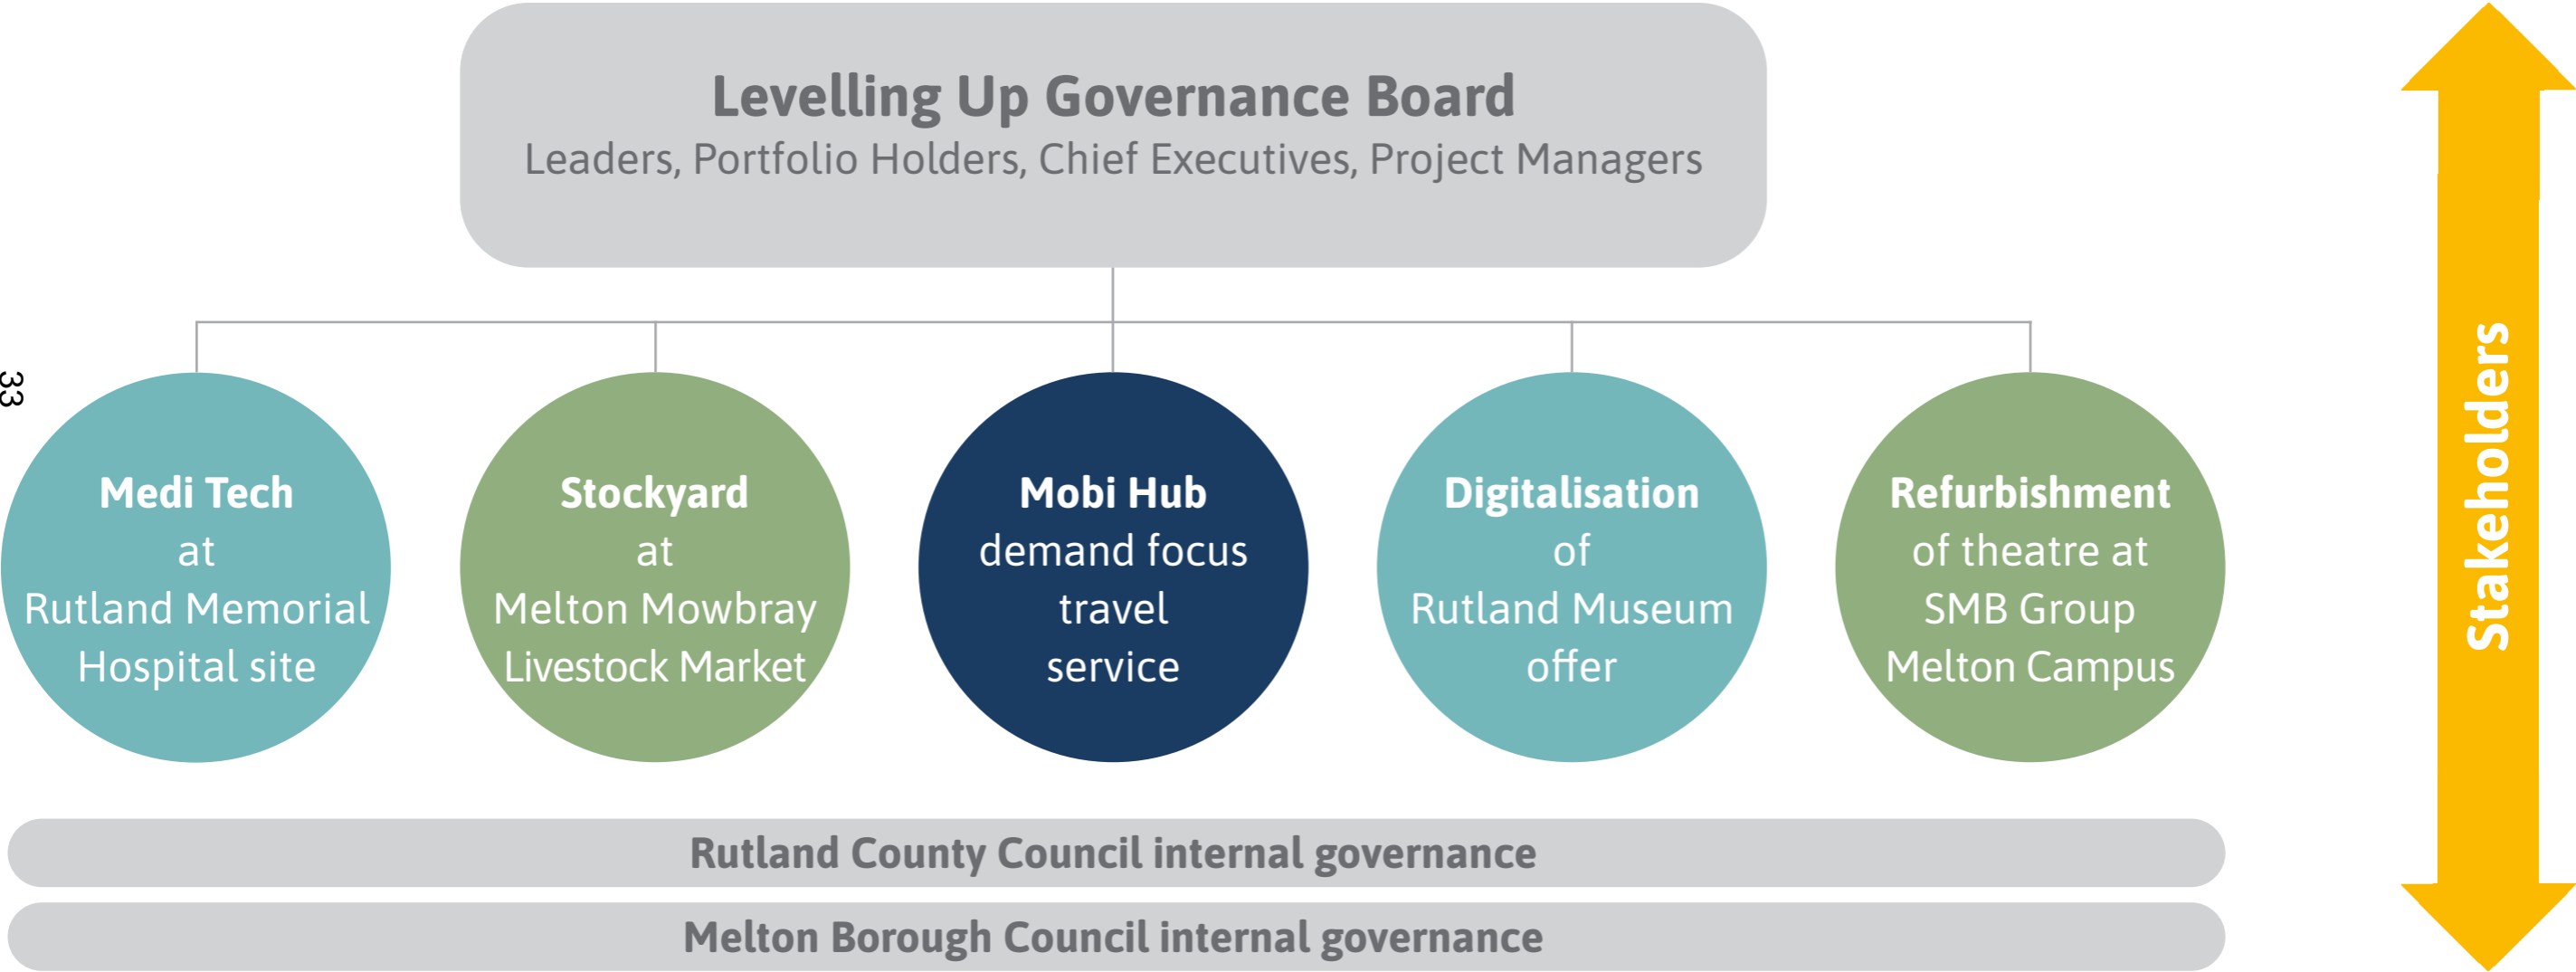 Levelling Up Governance Board
Leaders, Portfolio Holders, Chief Executives, Project Managers
33
Medi Tech
at
Rutland Memorial
Hospital site
Stockyard
at
Melton Mowbray
Livestock Market
Mobi Hub
demand focus
travel
service
Digitalisation
of
Rutland Museum
offer
Refurbishment
of theatre at
SMB Group
Melton Campus
Stakeholders
Rutland County Council internal governance
Melton Borough Council internal governance